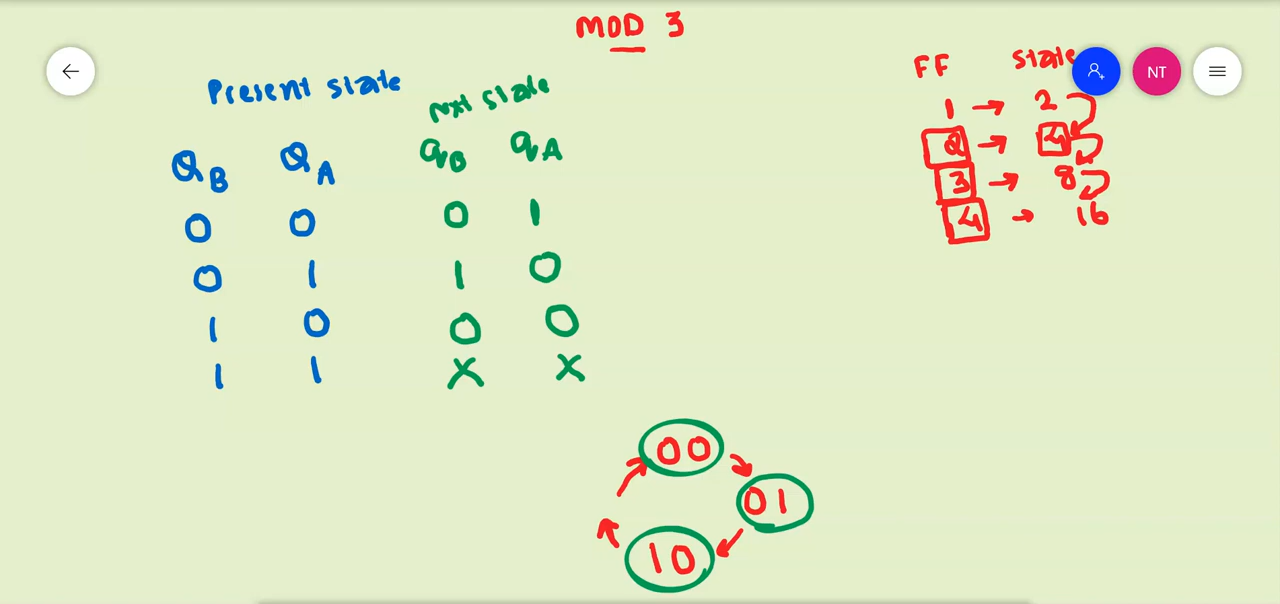 MOD 3
FF State
Present state
nxt state
NT
1 → 2
2 → 4
3 → 8
4 → 16
QB QA qB qA
0 0 0 1
0 1 1 0
1 0 0 0
1 1 X X
00
01
10